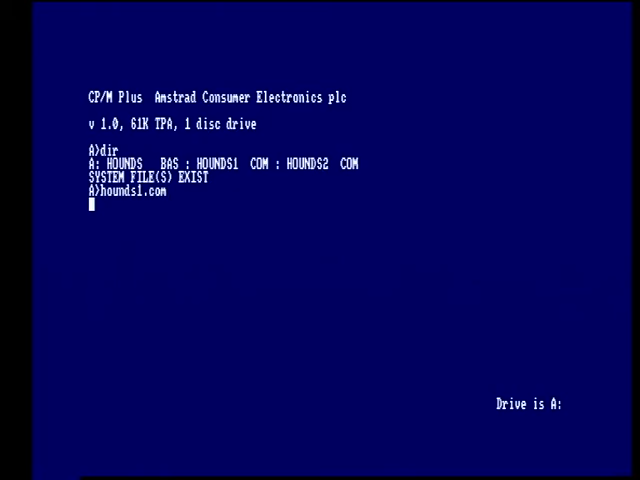 CP/M Plus  Amstrad Consumer Electronics plc
v 1.0, 61K TPA, 1 disc drive
A>dir
A: HOUNDS   BAS : HOUNDS1  COM : HOUNDS2  COM
SYSTEM FILE(S) EXIST
A>hounds1.com
Drive is A: